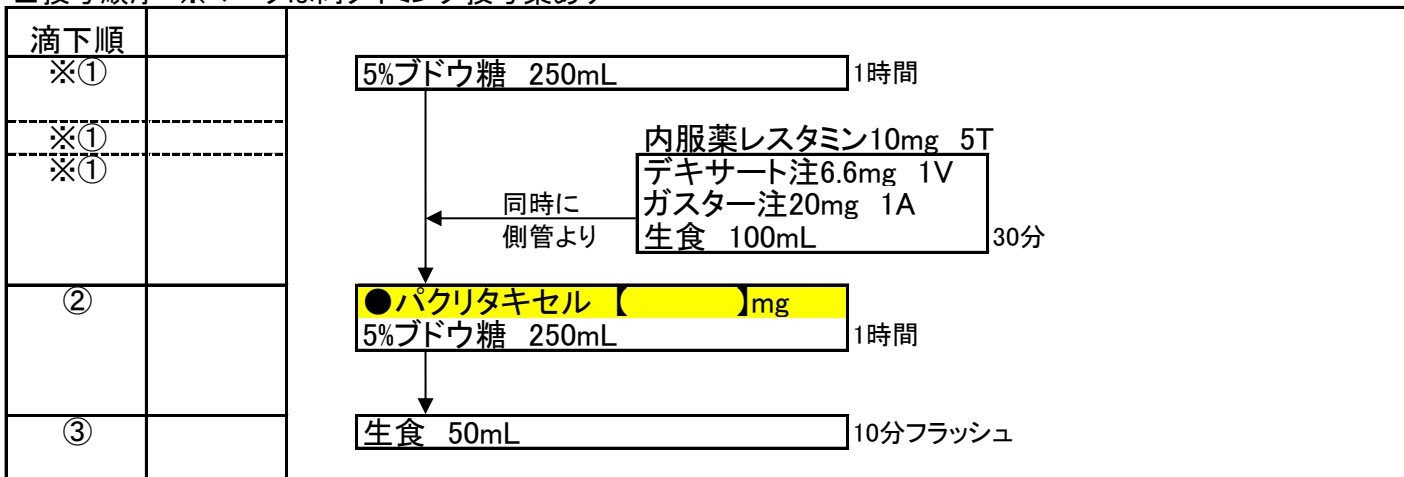 滴下順
※① 5%ブドウ糖 250mL 1時間
※① 内服薬レスタミン10mg 5T
※① デキサート注6.6mg 1V
同時に ガスター注20mg 1A
側管より 生食 100mL 30分
② ●パクリタキセル 【 】mg
5%ブドウ糖 250mL 1時間
③ 生食 50mL 10分フラッシュ